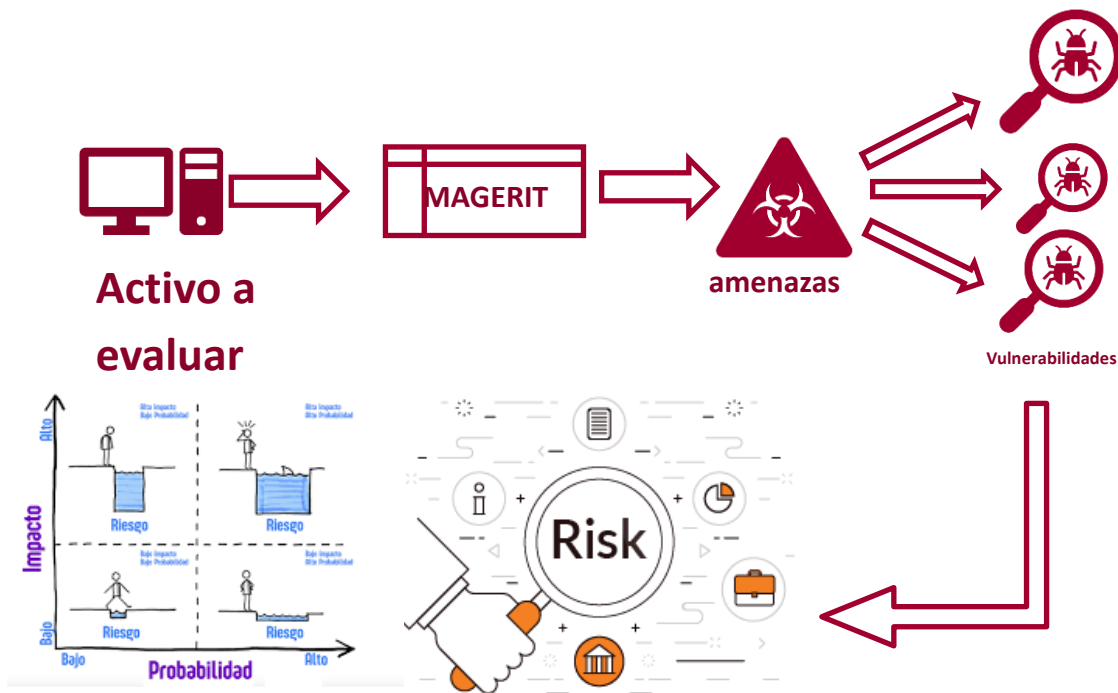 MAGERIT
Activo a
evaluar
amenazas
Vulnerabilidades
Impacto
Alto
Bajo
Alto Impacto
Baja Probabilidad
Riesgo
Alto Impacto
Alta Probabilidad
Riesgo
Bajo Impacto
Baja Probabilidad
Riesgo
Bajo Impacto
Alta Probabilidad
Riesgo
Bajo
Probabilidad
Alto
i
Risk